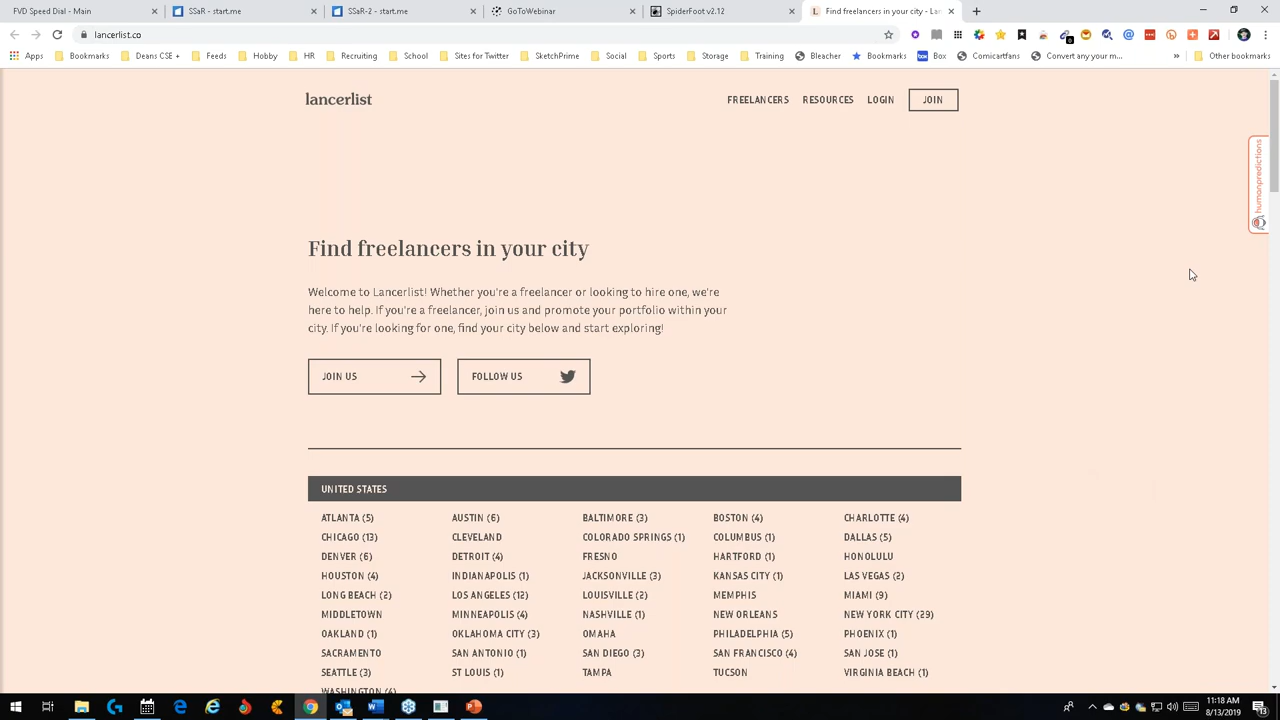 FVD Speed Dial - Main
SSaR - start.me
SSaR-2 - start.me
GoToWebinar
SpiderFoot v2.12
Find freelancers in your city - Lan
lancerlist.co
Apps
Bookmarks
Deans CSE +
Feeds
Hobby
HR
Recruiting
School
Sites for Twitter
SketchPrime
Social
Sports
Storage
Training
Bleacher
Bookmarks
Box
Comicartfans
Convert any your m...
Other bookmarks
lancerlist
FREELANCERS
RESOURCES
LOGIN
JOIN
humanpredictions
Find freelancers in your city
Welcome to Lancerlist! Whether you're a freelancer or looking to hire one, we're
here to help. If you're a freelancer, join us and promote your portfolio within your
city. If you're looking for one, find your city below and start exploring!
JOIN US
FOLLOW US
UNITED STATES
ATLANTA (5) AUSTIN (6) BALTIMORE (3) BOSTON (4) CHARLOTTE (4)
CHICAGO (13) CLEVELAND COLORADO SPRINGS (1) COLUMBUS (1) DALLAS (5)
DENVER (6) DETROIT (4) FRESNO HARTFORD (1) HONOLULU
HOUSTON (4) INDIANAPOLIS (1) JACKSONVILLE (3) KANSAS CITY (1) LAS VEGAS (2)
LONG BEACH (2) LOS ANGELES (12) LOUISVILLE (2) MEMPHIS MIAMI (9)
MIDDLETOWN MINNEAPOLIS (4) NASHVILLE (1) NEW ORLEANS NEW YORK CITY (29)
OAKLAND (1) OKLAHOMA CITY (3) OMAHA PHILADELPHIA (5) PHOENIX (1)
SACRAMENTO SAN ANTONIO (1) SAN DIEGO (3) SAN FRANCISCO (4) SAN JOSE (1)
SEATTLE (3) ST LOUIS (1) TAMPA TUCSON VIRGINIA BEACH (1)
WASHINGTON (6)
11:18 AM
8/13/2019
13